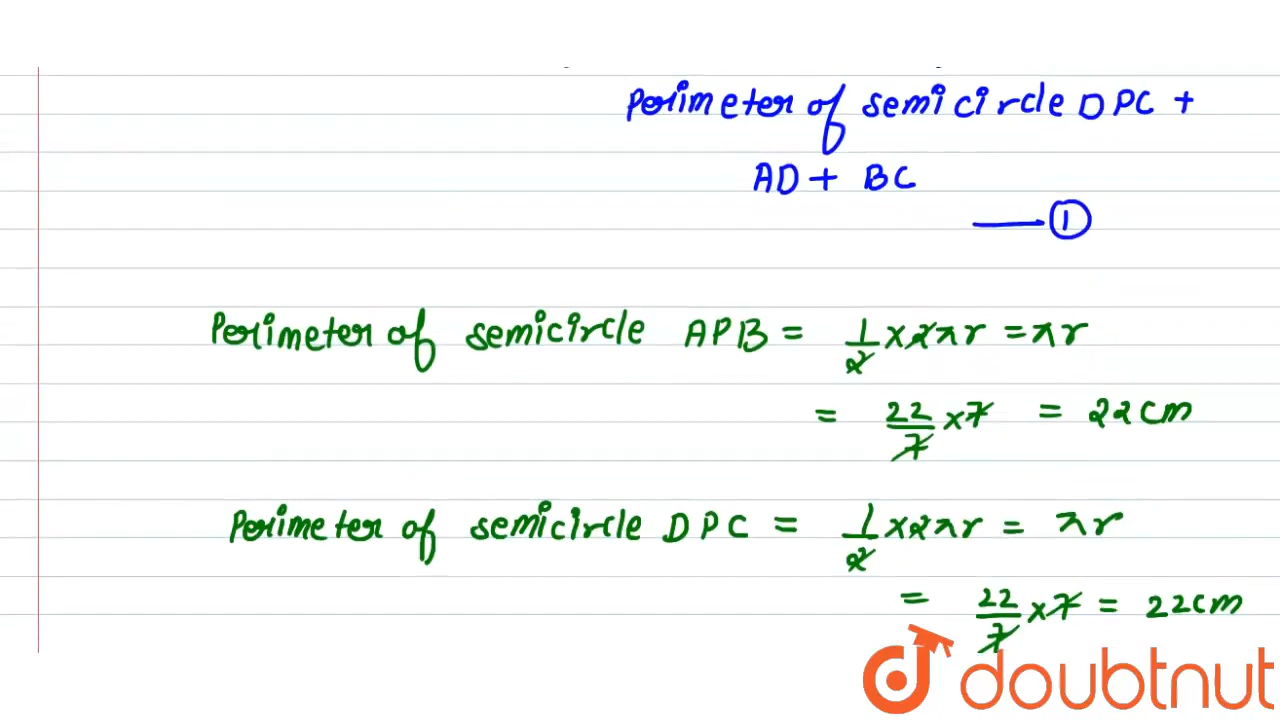 Perimeter of semicircle DPC +
AD + BC
—— ①
Perimeter of semicircle APB = 1/2 x 2πr = πr
= 22/7 x 7 = 22 cm
Perimeter of semicircle DPC = 1/2 x 2πr = πr
= 22/7 x 7 = 22 cm
doubtnut